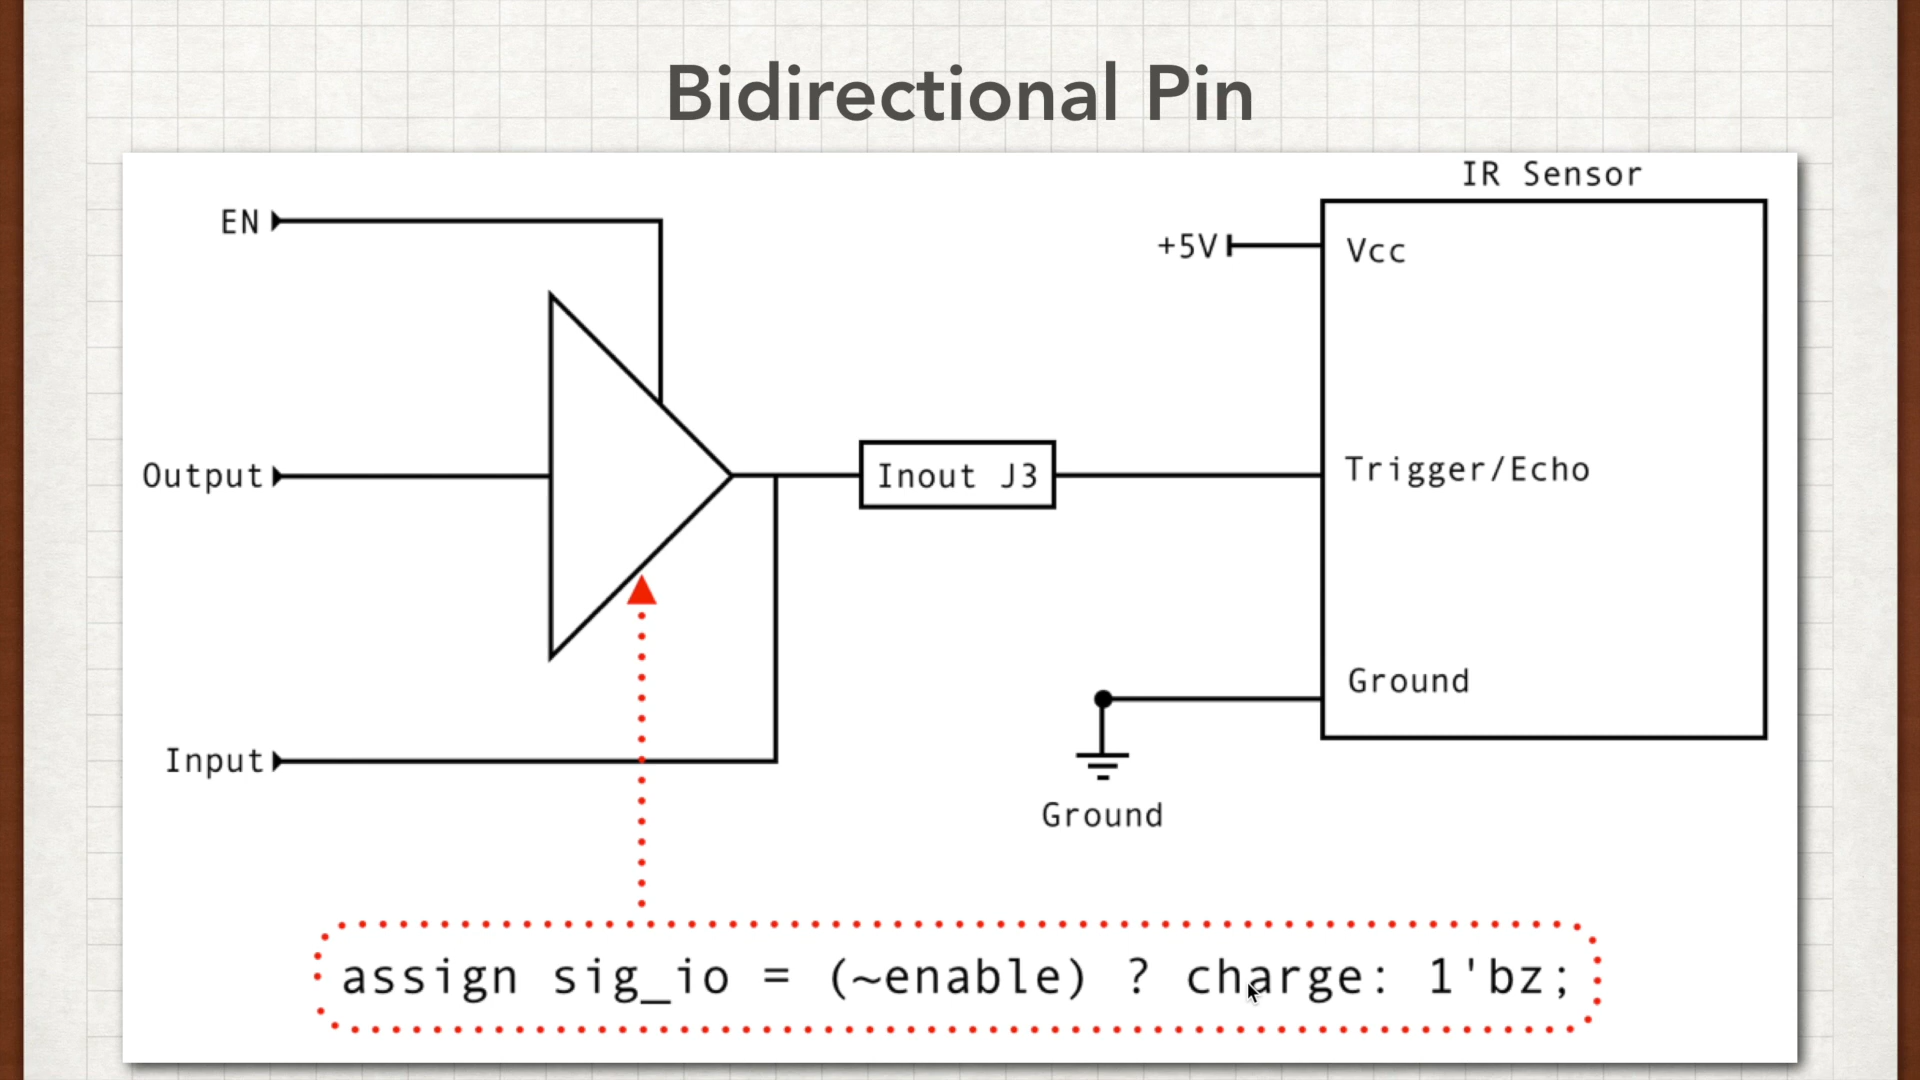 Bidirectional Pin
IR Sensor
EN
+5V
Vcc
Output
Inout J3
Trigger/Echo
Ground
Input
Ground
assign sig_io = (~enable) ? charge: 1'bz;